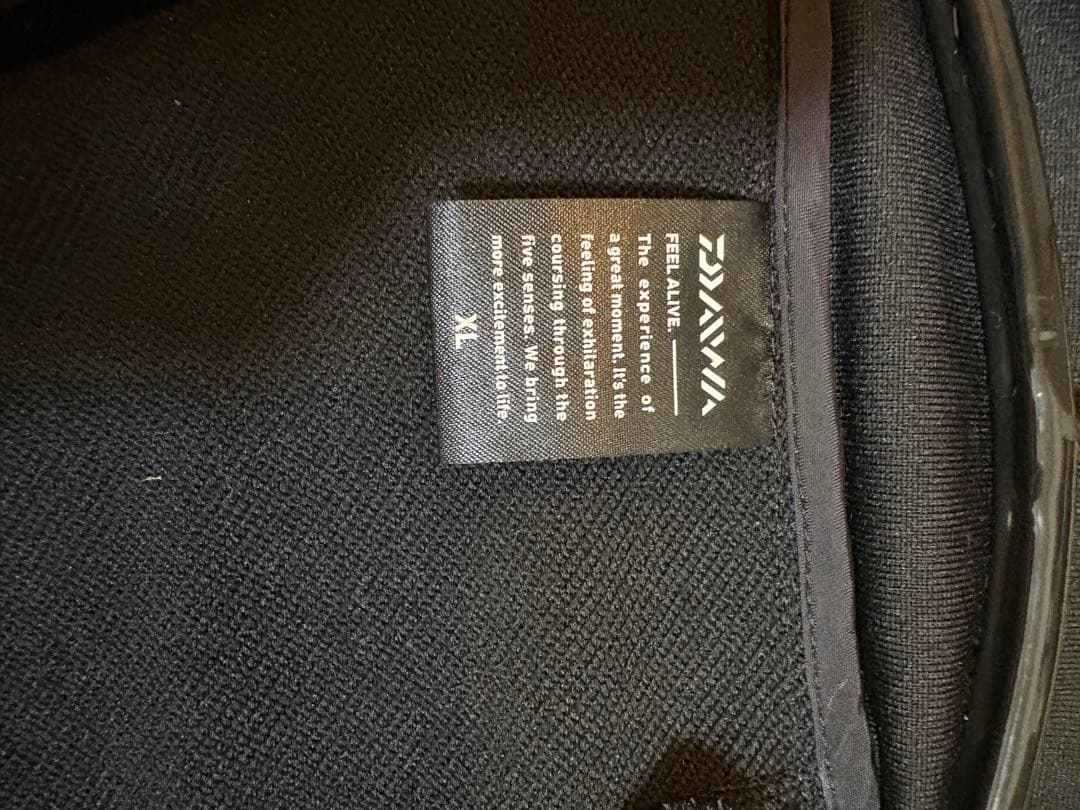 DAIWA
FEEL ALIVE.
The experience of
a great moment. It's the
feeling of exhilaration
coursing through the
five senses. We bring
more excitement to life.
XL